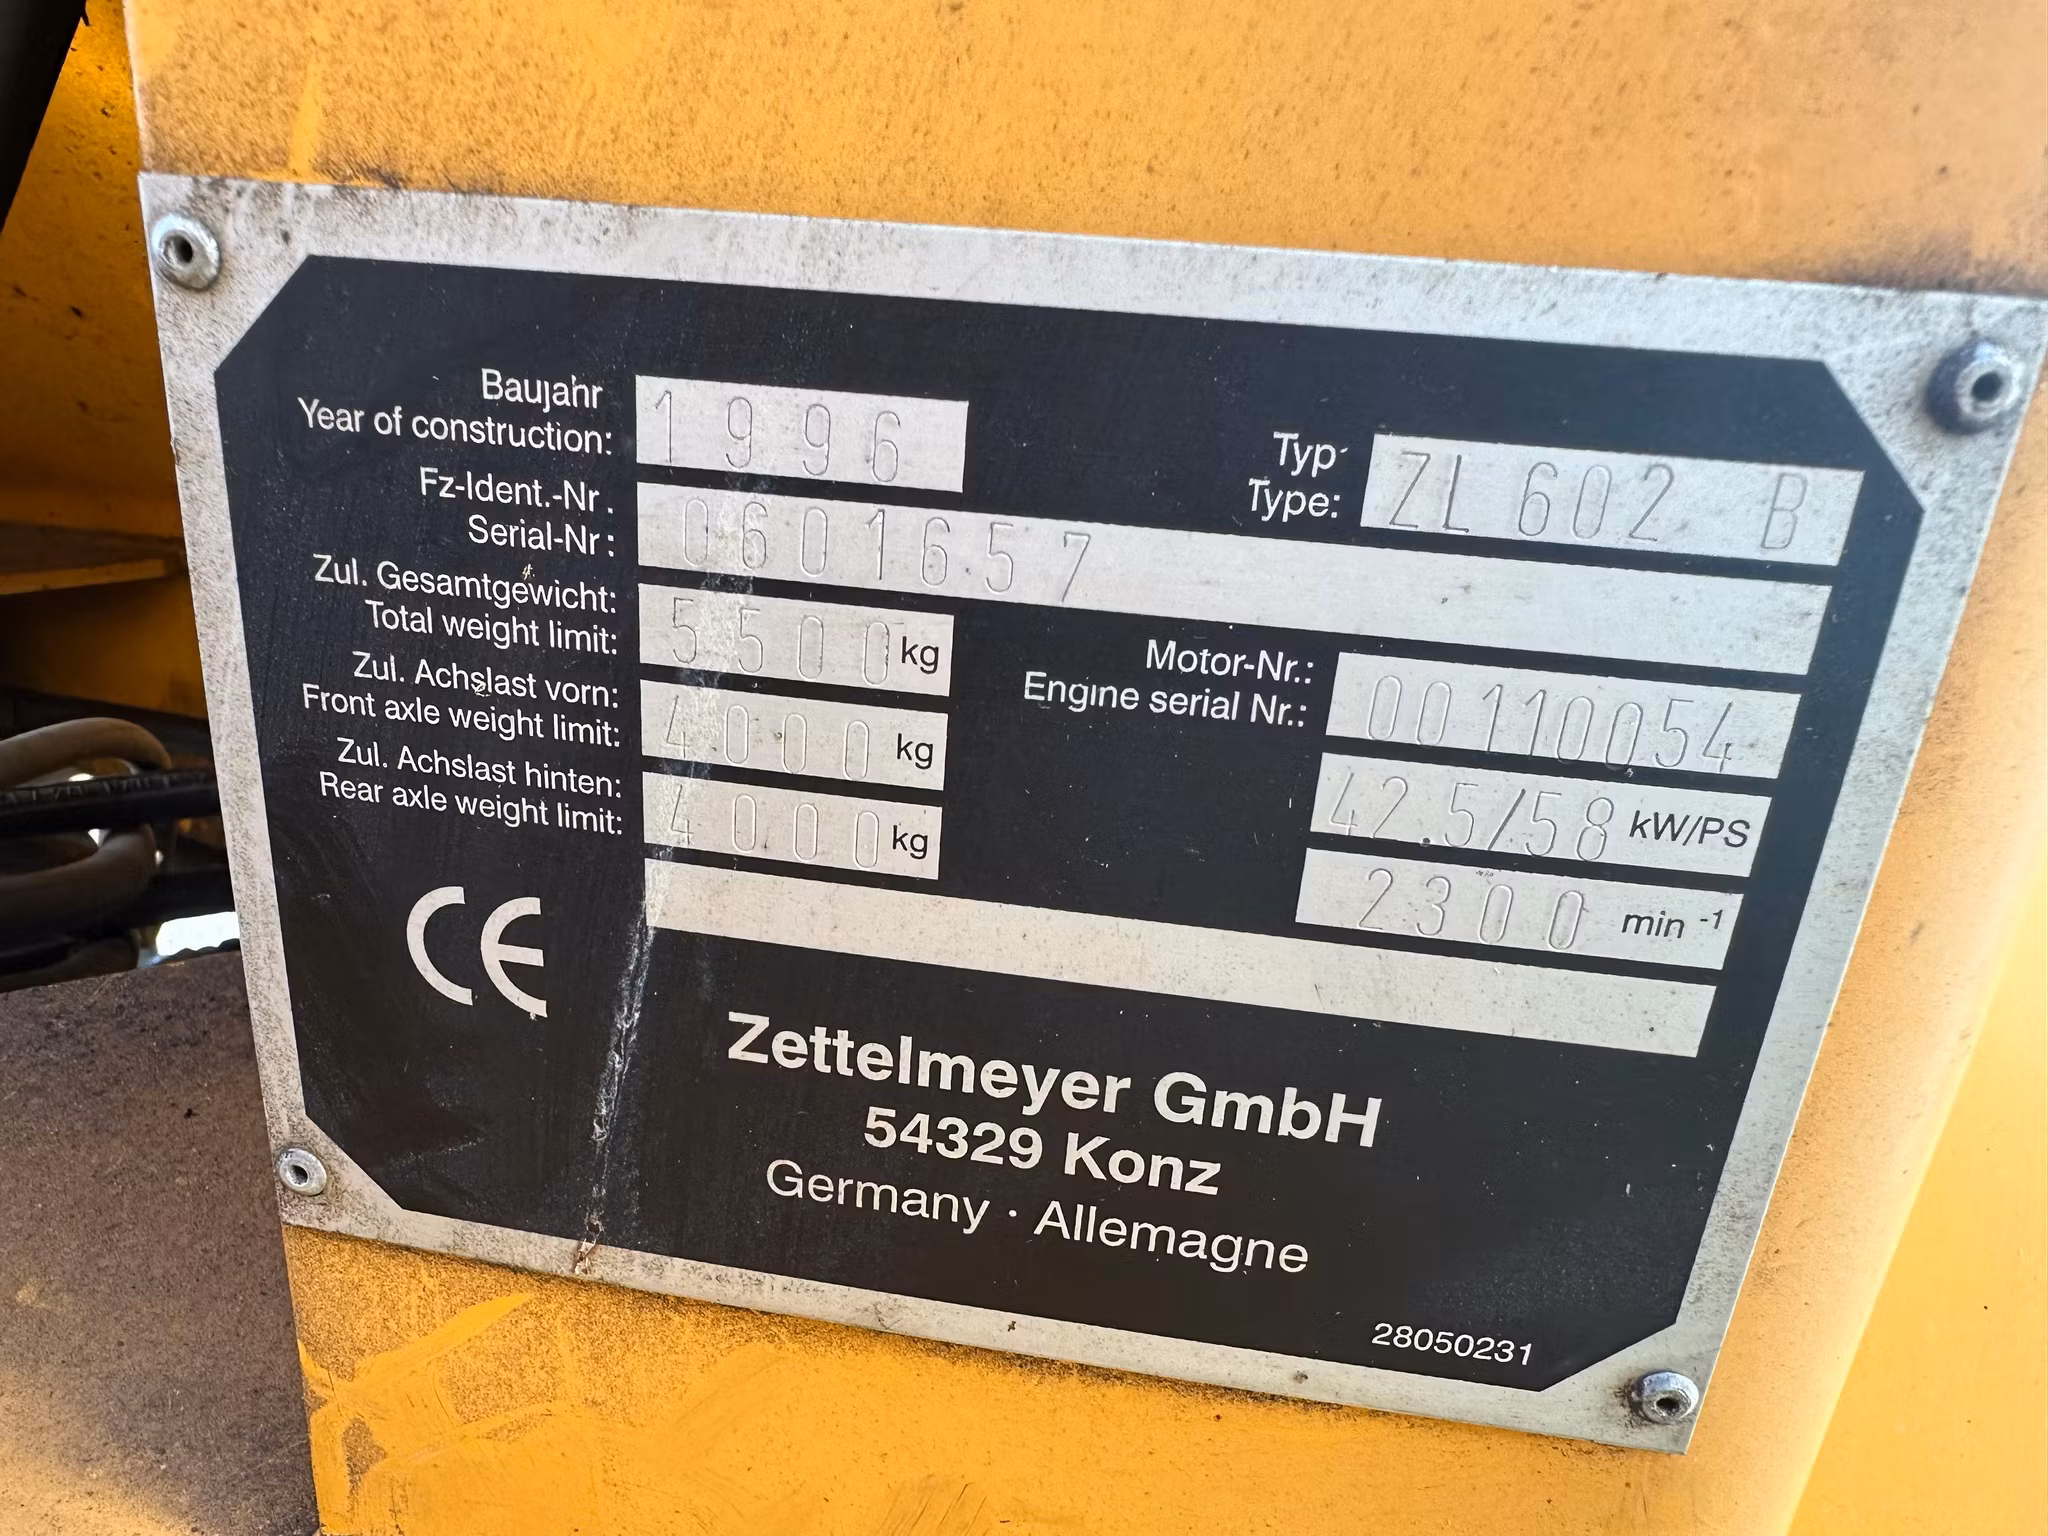 Baujahr
Year of construction: 1996
Typ
Type: ZL 602 B
Fz-Ident.-Nr.
Serial-Nr: 0601657
Zul. Gesamtgewicht:
Total weight limit: 5500 kg
Zul. Achslast vorn:
Front axle weight limit: 4000 kg
Zul. Achslast hinten:
Rear axle weight limit: 4000 kg
Motor-Nr.:
Engine serial Nr.: 00110054
42.5/58 kW/PS
2300 min -1
CE
Zettelmeyer GmbH
54329 Konz
Germany · Allemagne
28050231